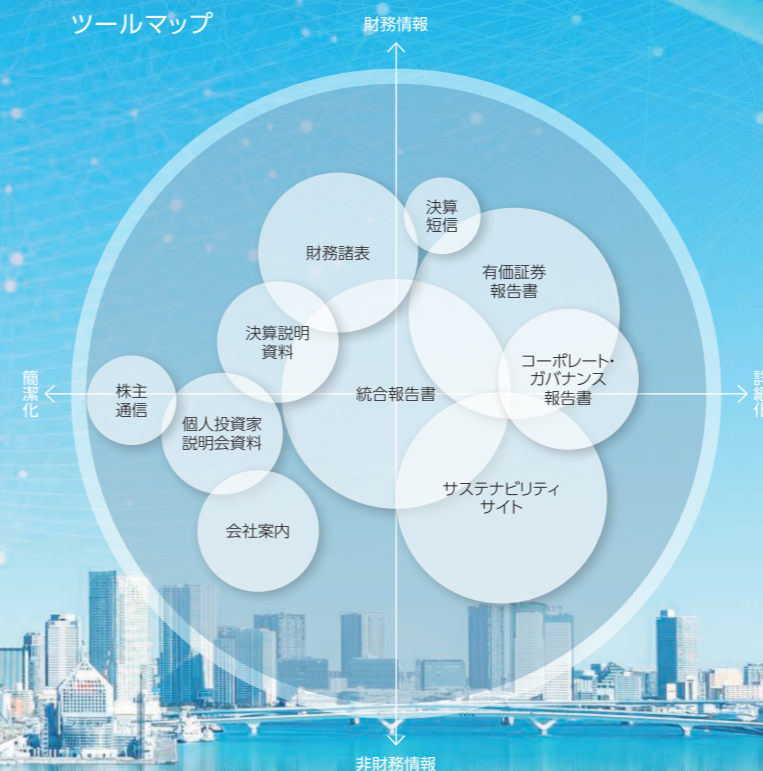 ツールマップ
財務情報
決算
短信
財務諸表
有価証券
報告書
決算説明
資料
コーポレート・
ガバナンス
報告書
簡潔化
株主
通信
統合報告書
詳細化
個人投資家
説明会資料
サステナビリティ
サイト
会社案内
非財務情報